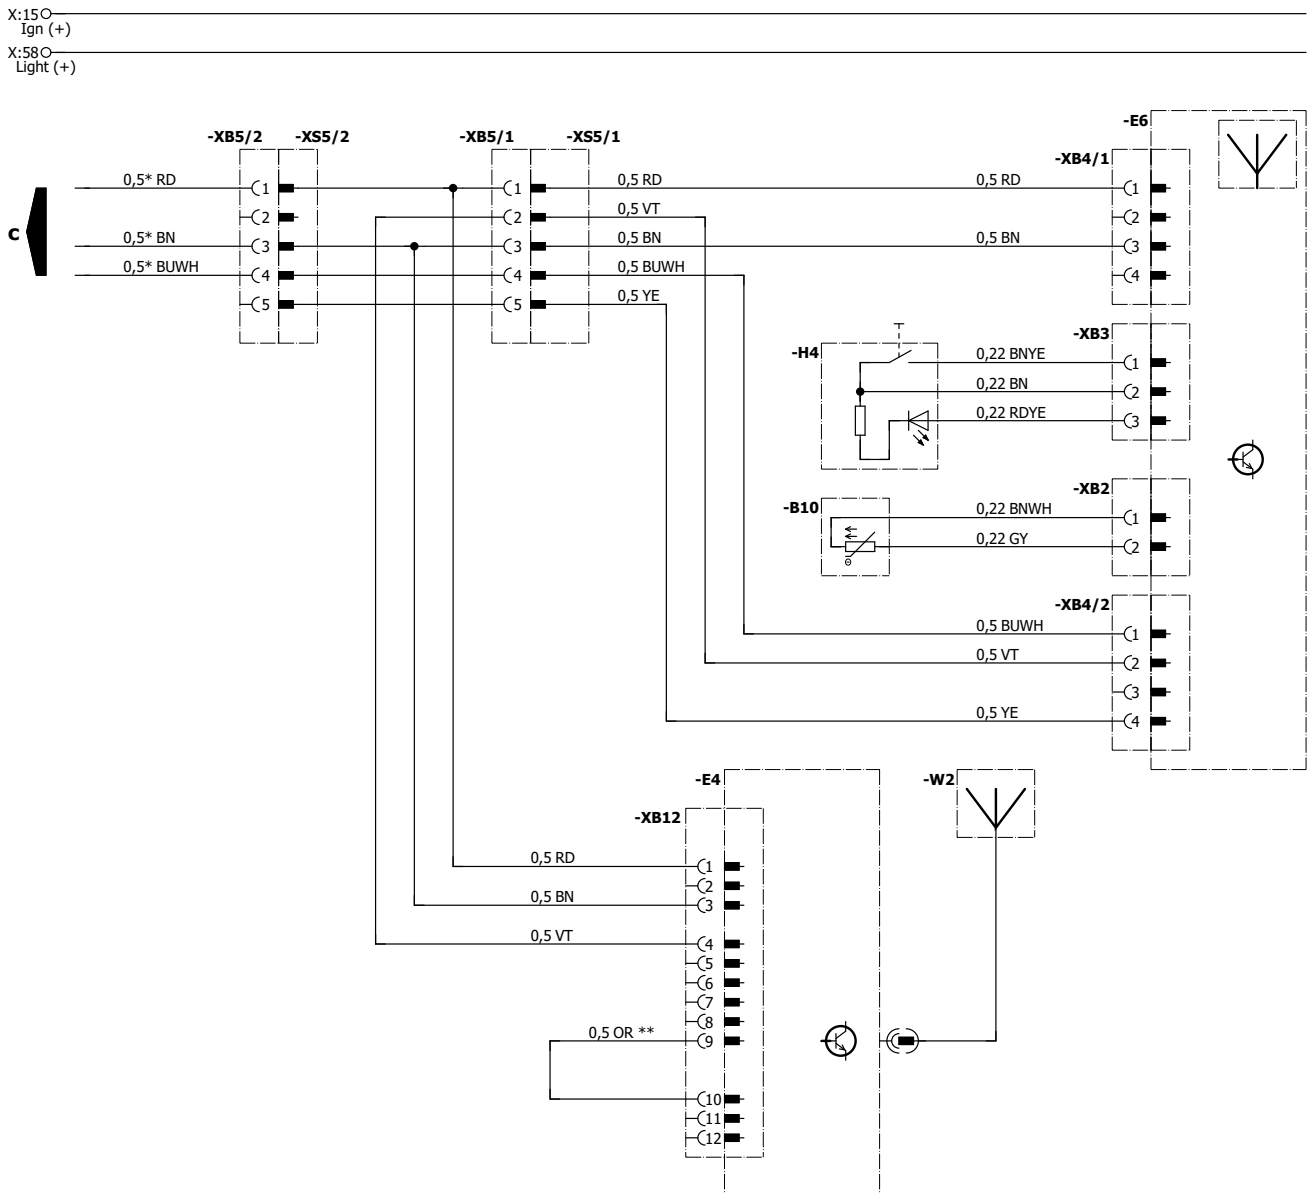 X:15
Ign (+)
X:58
Light (+)
-E6
-XB5/2 -XS5/2 -XB5/1 -XS5/1
-XB4/1
0,5* RD 1 1 0,5 RD 0,5 RD 1
2 2 0,5 VT 2
C
0,5* BN 3 3 0,5 BN 0,5 BN 3
0,5* BUWH 4 4 0,5 BUWH 4
5 5 0,5 YE
-XB3
-H4 0,22 BNYE 1
0,22 BN 2
0,22 RDYE 3
-XB2
-B10 0,22 BNWH 1
0,22 GY 2
-XB4/2
0,5 BUWH 1
0,5 VT 2
3
0,5 YE 4
-E4 -W2
-XB12
0,5 RD 1
2
0,5 BN 3
0,5 VT 4
5
6
7
8
0,5 OR ** 9
10
11
12